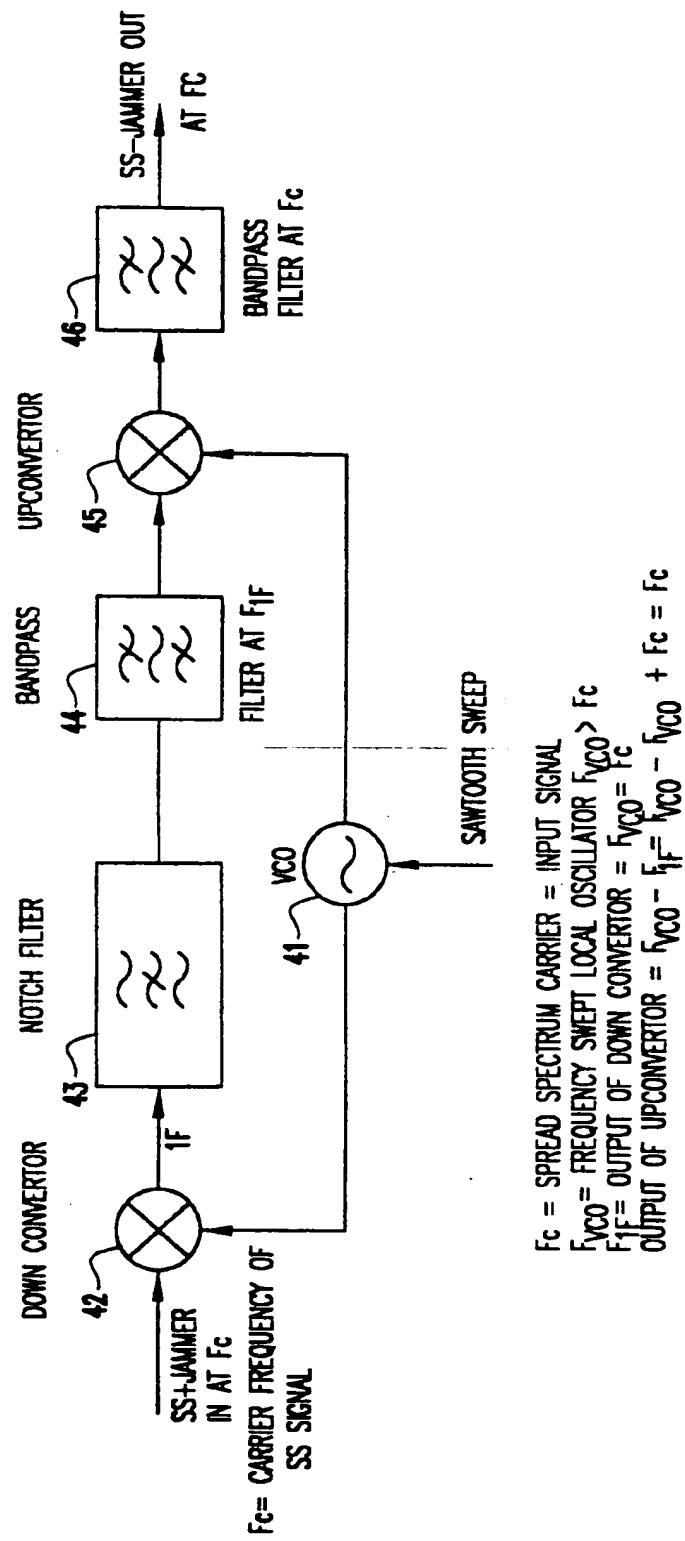 DOWN CONVERTOR
NOTCH FILTER
BANDPASS
UPCONVERTOR
42
43
44
45
46
SS+JAMMER
IN AT Fc
1F
FILTER AT F1F
BANDPASS
FILTER AT Fc
SS-JAMMER OUT
AT FC
Fc= CARRIER FREQUENCY OF
SS SIGNAL
VCO
41
SAWTOOTH SWEEP
Fc = SPREAD SPECTRUM CARRIER = INPUT SIGNAL
FVCO= FREQUENCY SWEPT LOCAL OSCILLATOR FVCO> Fc
F1F= OUTPUT OF DOWN CONVERTOR = FVCO= Fc
OUTPUT OF UPCONVERTOR = FVCO- F1F= FVCO- FVCO + Fc = Fc